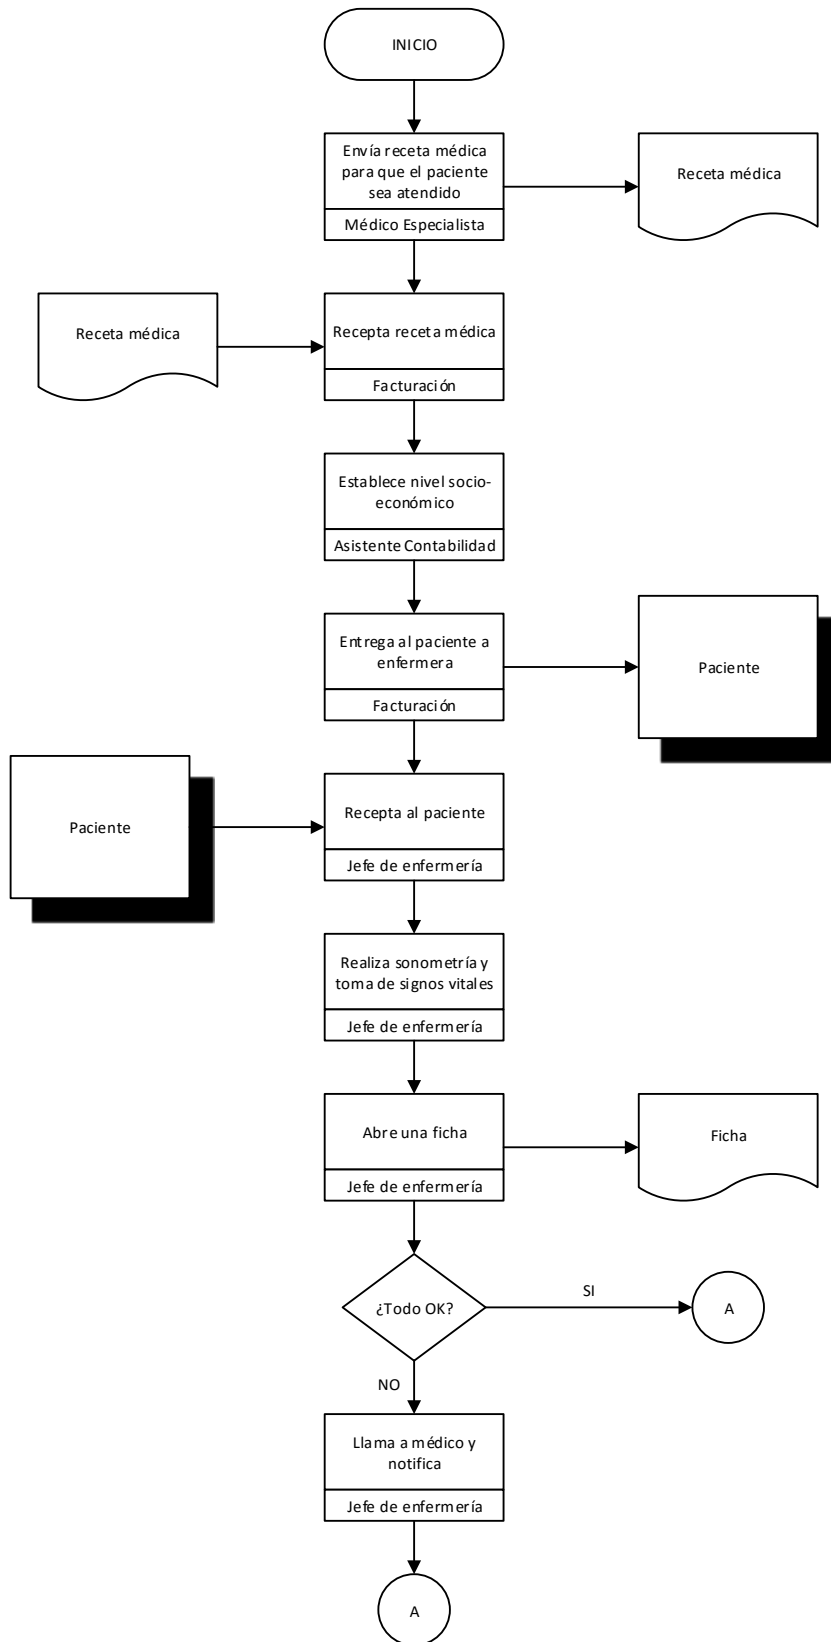 INICIO
Envía receta médica
para que el paciente
sea atendido
Médico Especialista
Receta médica
Receta médica
Recepta receta médica
Facturación
Establece nivel socio-
económico
Asistente Contabilidad
Entrega al paciente a
enfermera
Facturación
Paciente
Paciente
Recepta al paciente
Jefe de enfermería
Realiza sonometría y
toma de signos vitales
Jefe de enfermería
Abre una ficha
Jefe de enfermería
Ficha
¿Todo OK?
SI
A
NO
Llama a médico y
notifica
Jefe de enfermería
A